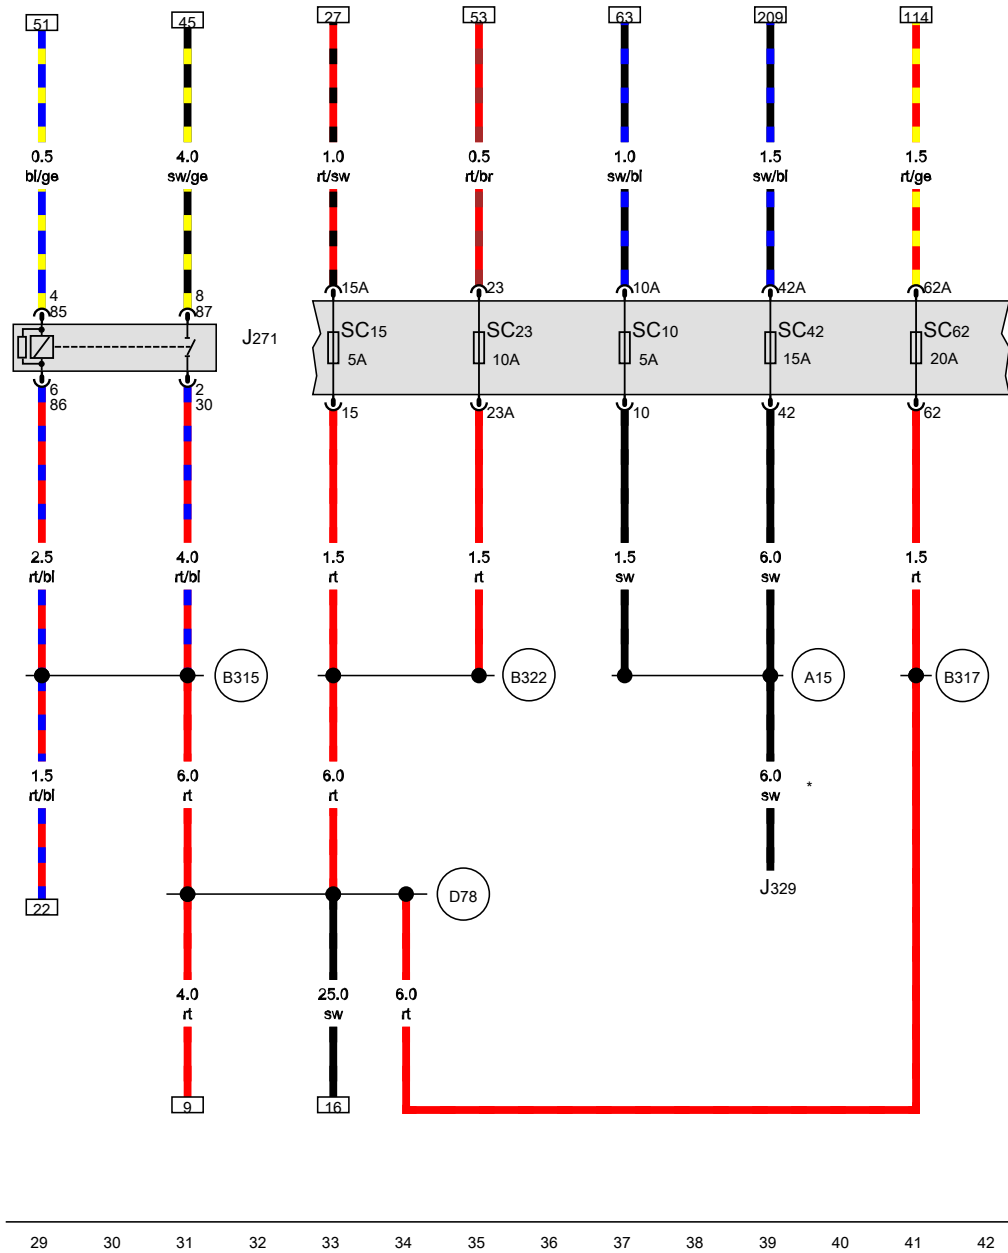 51 45 27 53 63 209 114
0.5 4.0 1.0 0.5 1.0 1.5 1.5
bl/ge sw/ge rt/sw rt/br sw/bl sw/bl rt/ge
15A 23 10A 42A 62A
4 8
85 87
J271
SC15 SC23 SC10 SC42 SC62
5A 10A 5A 15A 20A
6 2
86 30
15 23A 10 42 62
2.5 4.0 1.5 1.5 1.5 6.0 1.5
rt/bl rt/bl rt rt sw sw rt
B315 B322 A15 B317
1.5 6.0 6.0 6.0
rt/bl rt rt sw *
J329
22 D78
4.0 25.0 6.0
rt sw rt
9 16
29 30 31 32 33 34 35 36 37 38 39 40 41 42